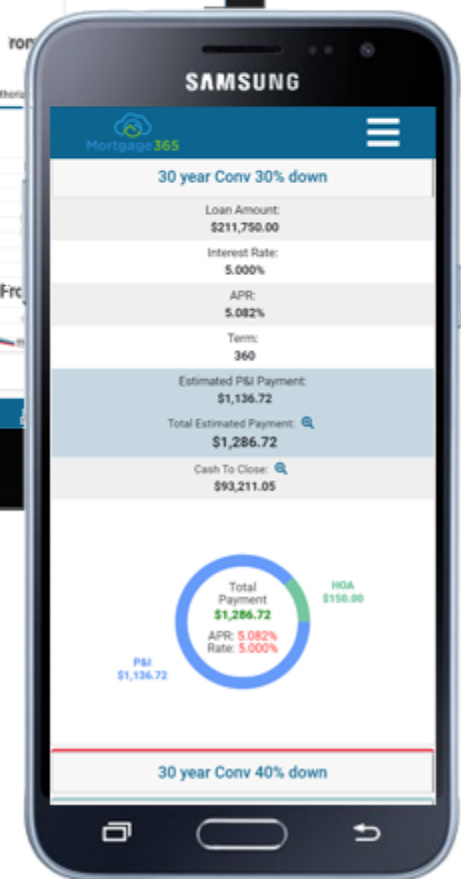 SAMSUNG
Mortgage365
30 year Conv 30% down
Loan Amount:
$211,750.00
Interest Rate:
5.000%
APR:
5.082%
Term:
360
Estimated P&I Payment:
$1,136.72
Total Estimated Payment:
$1,286.72
Cash To Close:
$93,211.05
Total
Payment
$1,286.72
APR: 5.082%
Rate: 5.000%
HOA
$150.00
P&I
$1,136.72
30 year Conv 40% down